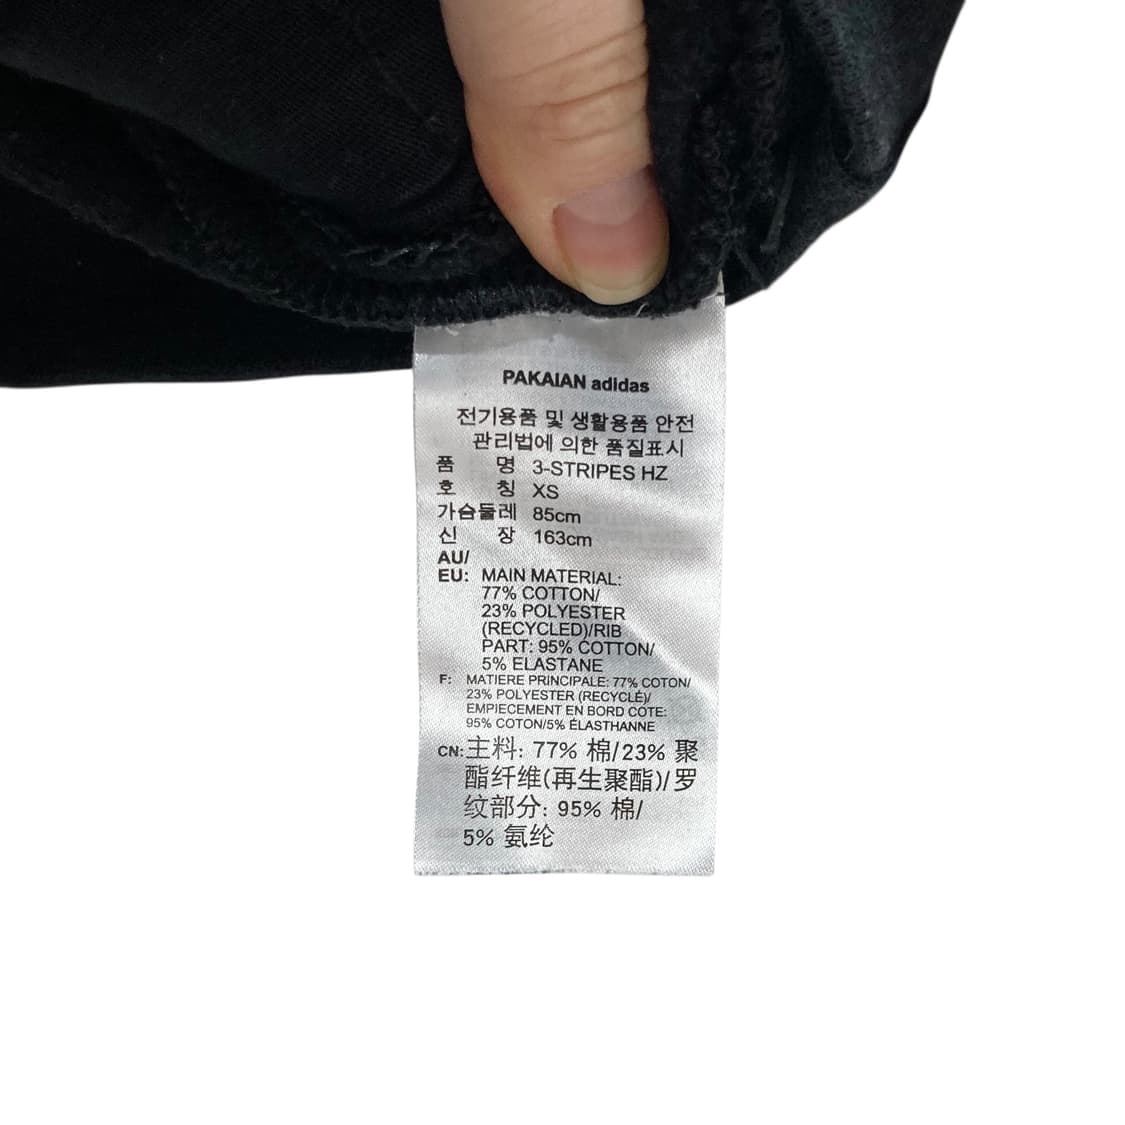 PAKAIAN adidas
전기용품 및 생활용품 안전
관리법에 의한 품질표시
품 명 3-STRIPES HZ
호 칭 XS
가슴둘레 85cm
신 장 163cm
AU/
EU: MAIN MATERIAL:
77% COTTON/
23% POLYESTER
(RECYCLED)/RIB
PART: 95% COTTON/
5% ELASTANE
F: MATIERE PRINCIPALE: 77% COTON/
23% POLYESTER (RECYCLÉ)/
EMPIECEMENT EN BORD COTE:
95% COTON/5% ÉLASTHANNE
CN: 主料: 77% 棉/23% 聚
酯纤维(再生聚酯)/罗
纹部分: 95% 棉/
5% 氨纶